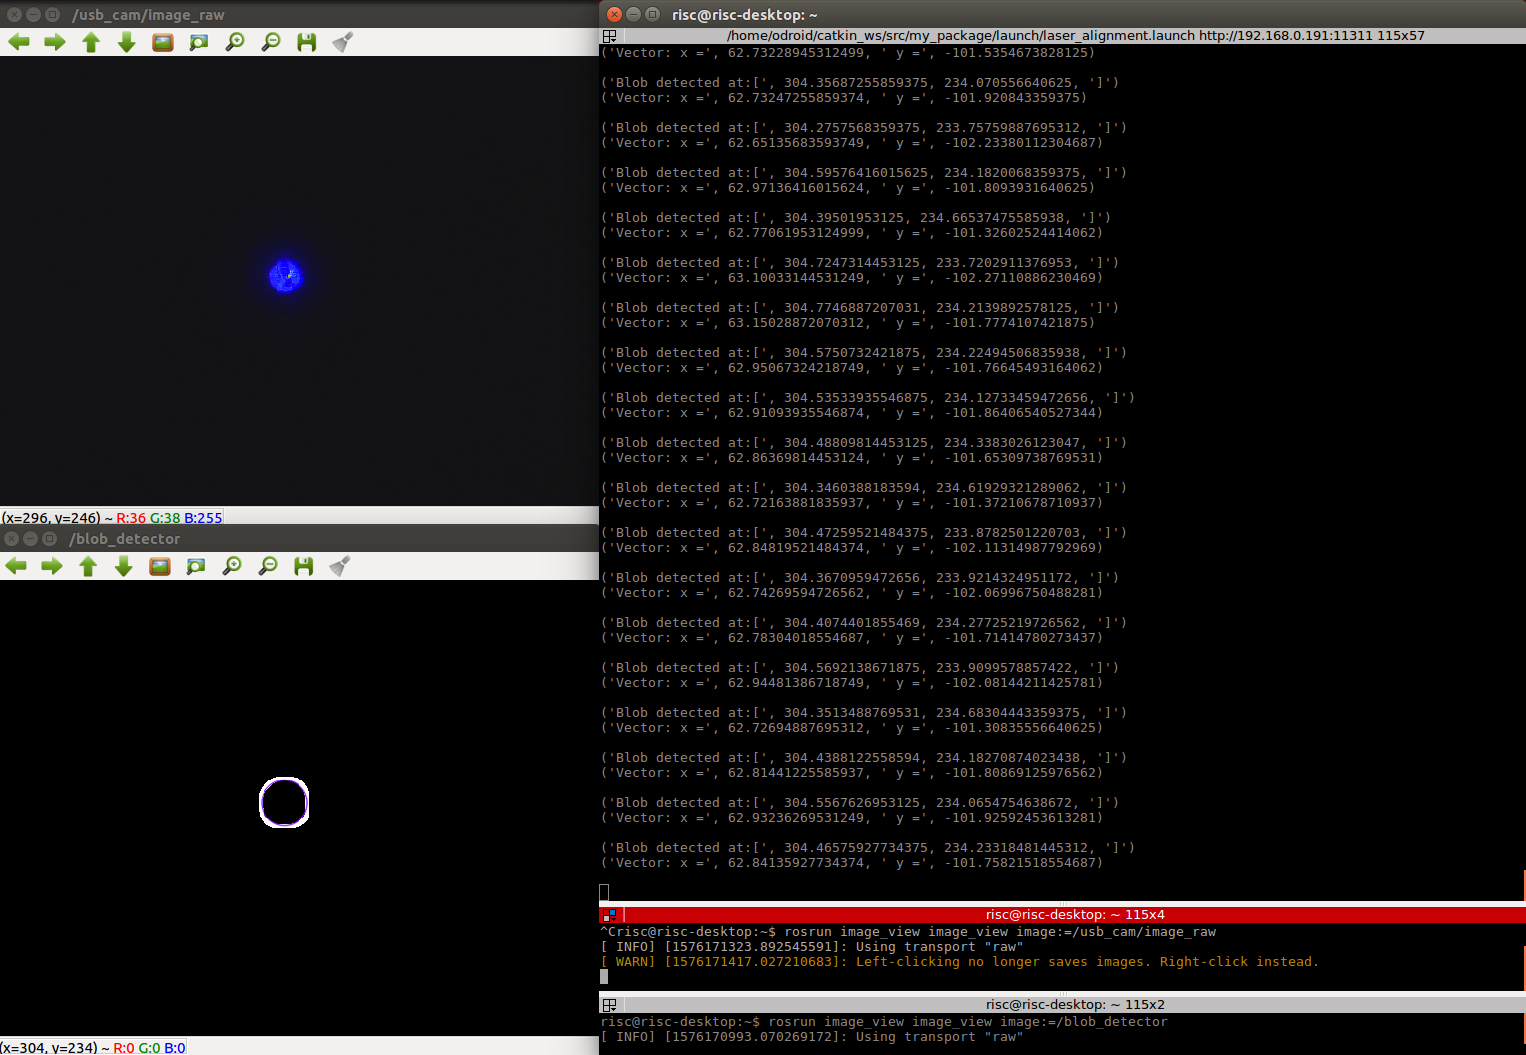 /usb_cam/image_raw
(x=296, y=246) ~ R:36 G:38 B:255
/blob_detector
(x=304, y=234) ~ R:0 G:0 B:0
risc@risc-desktop: ~
/home/odroid/catkin_ws/src/my_package/launch/laser_alignment.launch http://192.168.0.191:11311 115x57
('Vector: x =', 62.73228945312499, ' y =', -101.5354673828125)
('Blob detected at:[', 304.35687255859375, 234.070556640625, ']')
('Vector: x =', 62.73247255859374, ' y =', -101.920843359375)
('Blob detected at:[', 304.2757568359375, 233.75759887695312, ']')
('Vector: x =', 62.65135683593749, ' y =', -102.23380112304687)
('Blob detected at:[', 304.59576416015625, 234.1820068359375, ']')
('Vector: x =', 62.97136416015624, ' y =', -101.8093931640625)
('Blob detected at:[', 304.39501953125, 234.66537475585938, ']')
('Vector: x =', 62.77061953124999, ' y =', -101.32602524414062)
('Blob detected at:[', 304.7247314453125, 233.7202911376953, ']')
('Vector: x =', 63.10033144531249, ' y =', -102.27110886230469)
('Blob detected at:[', 304.7746887207031, 234.2139892578125, ']')
('Vector: x =', 63.15028872070312, ' y =', -101.7774107421875)
('Blob detected at:[', 304.5750732421875, 234.22494506835938, ']')
('Vector: x =', 62.95067324218749, ' y =', -101.76645493164062)
('Blob detected at:[', 304.53533935546875, 234.12733459472656, ']')
('Vector: x =', 62.91093935546874, ' y =', -101.86406540527344)
('Blob detected at:[', 304.48809814453125, 234.3383026123047, ']')
('Vector: x =', 62.86369814453124, ' y =', -101.65309738769531)
('Blob detected at:[', 304.3460388183594, 234.61929321289062, ']')
('Vector: x =', 62.72163881835937, ' y =', -101.37210678710937)
('Blob detected at:[', 304.47259521484375, 233.8782501220703, ']')
('Vector: x =', 62.84819521484374, ' y =', -102.11314987792969)
('Blob detected at:[', 304.3670959472656, 233.9214324951172, ']')
('Vector: x =', 62.74269594726562, ' y =', -102.06996750488281)
('Blob detected at:[', 304.4074401855469, 234.27725219726562, ']')
('Vector: x =', 62.78304018554687, ' y =', -101.71414780273437)
('Blob detected at:[', 304.5692138671875, 233.9099578857422, ']')
('Vector: x =', 62.94481386718749, ' y =', -102.08144211425781)
('Blob detected at:[', 304.3513488769531, 234.68304443359375, ']')
('Vector: x =', 62.72694887695312, ' y =', -101.30835556640625)
('Blob detected at:[', 304.4388122558594, 234.18270874023438, ']')
('Vector: x =', 62.81441225585937, ' y =', -101.80869125976562)
('Blob detected at:[', 304.5567626953125, 234.0654754638672, ']')
('Vector: x =', 62.93236269531249, ' y =', -101.92592453613281)
('Blob detected at:[', 304.46575927734375, 234.23318481445312, ']')
('Vector: x =', 62.84135927734374, ' y =', -101.75821518554687)
risc@risc-desktop: ~ 115x4
^Crisc@risc-desktop:~$ rosrun image_view image_view image:=/usb_cam/image_raw
[ INFO] [1576171323.892545591]: Using transport "raw"
[ WARN] [1576171417.027210683]: Left-clicking no longer saves images. Right-click instead.
risc@risc-desktop: ~ 115x2
risc@risc-desktop:~$ rosrun image_view image_view image:=/blob_detector
[ INFO] [1576170993.070269172]: Using transport "raw"